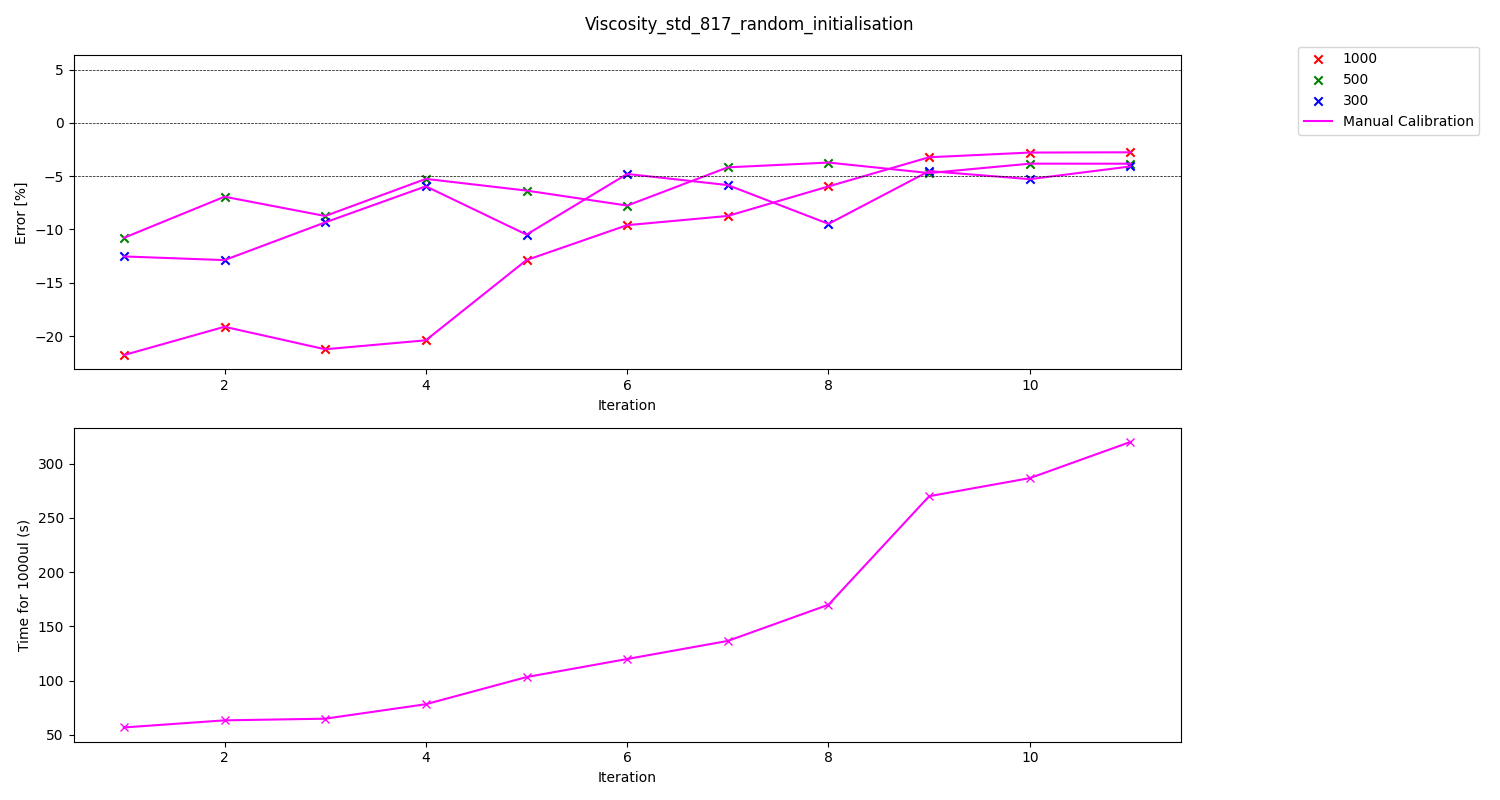 Viscosity_std_817_random_initialisation
1000
500
300
Manual Calibration
5
0
−5
−10
−15
−20
Error [%]
2 4 6 8 10
Iteration
300
250
200
150
100
50
Time for 1000ul (s)
2 4 6 8 10
Iteration